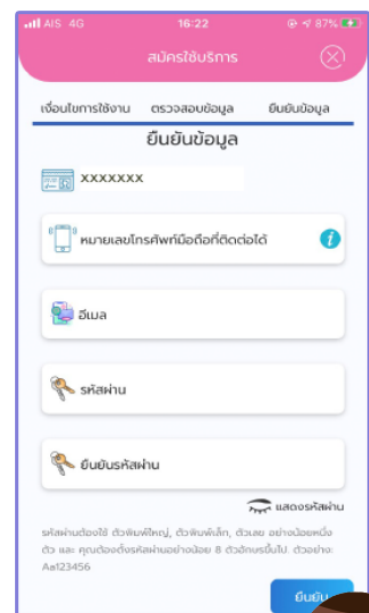 AIS 4G 16:22 87%
สมัครใช้บริการ
เงื่อนไขการใช้งาน ตรวจสอบข้อมูล ยืนยันข้อมูล
ยืนยันข้อมูล
XXXXXXX
หมายเลขโทรศัพท์มือถือที่ติดต่อได้
อีเมล
รหัสผ่าน
ยืนยันรหัสผ่าน
แสดงรหัสผ่าน
รหัสผ่านต้องใช้ ตัวพิมพ์ใหญ่, ตัวพิมพ์เล็ก, ตัวเลข อย่างน้อยหนึ่ง
ตัว และ คุณต้องตั้งรหัสผ่านอย่างน้อย 8 ตัวอักษรขึ้นไป. ตัวอย่าง:
Aa123456
ยืนยัน